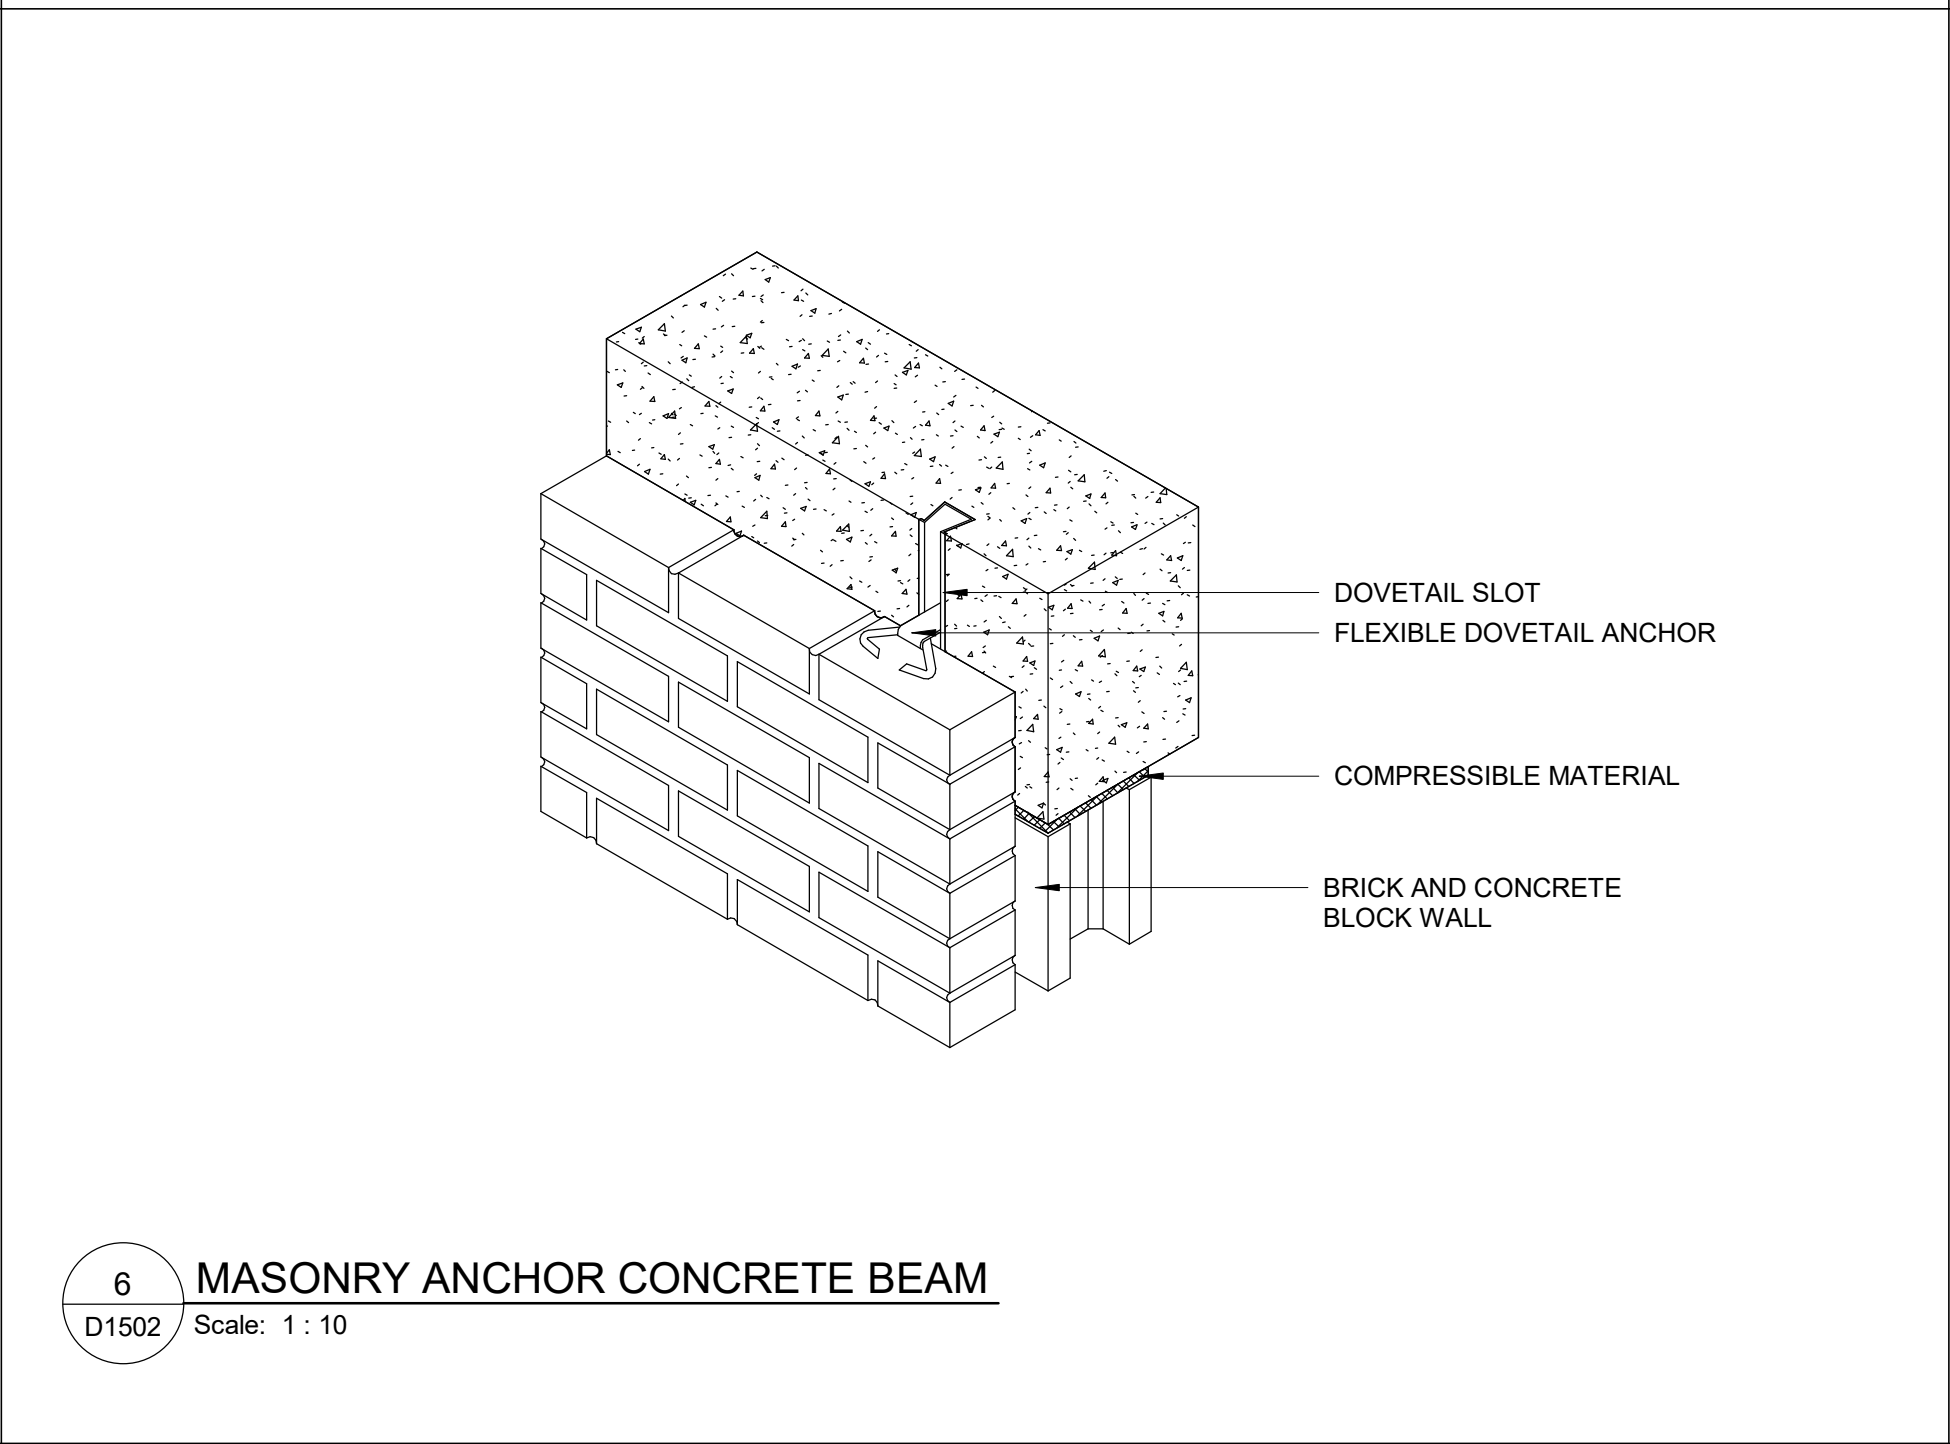 DOVETAIL SLOT
FLEXIBLE DOVETAIL ANCHOR
COMPRESSIBLE MATERIAL
BRICK AND CONCRETE
BLOCK WALL
6
MASONRY ANCHOR CONCRETE BEAM
D1502
Scale: 1 : 10